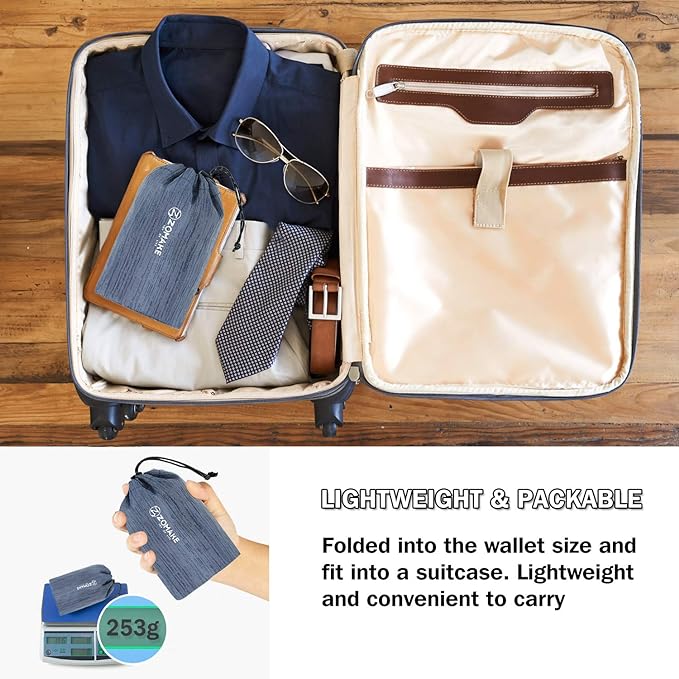 ZOMAKE
LIGHTWEIGHT & PACKABLE
Folded into the wallet size and
fit into a suitcase. Lightweight
and convenient to carry
ZOMAKE
ZOMAKE
253g